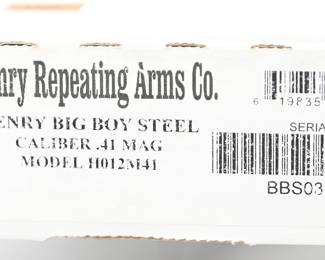 nry Repeating Arms Co.
ENRY BIG BOY STEEL
CALIBER .41 MAG
MODEL H012M41
6 19835
SERIA
BBS03